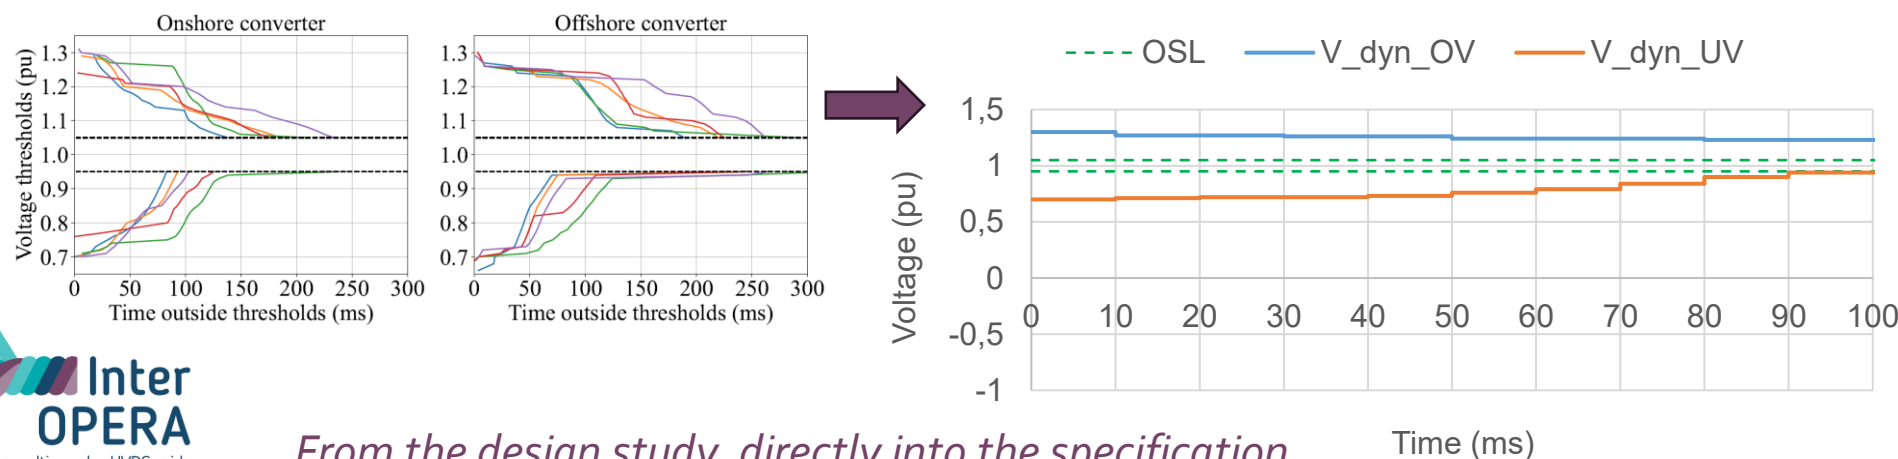 Onshore converter
Voltage thresholds (pu)
1.3
1.2
1.1
1.0
0.9
0.8
0.7
0 50 100 150 200 250 300
Time outside thresholds (ms)
Offshore converter
1.3
1.2
1.1
1.0
0.9
0.8
0.7
0 50 100 150 200 250 300
Time outside thresholds (ms)
OSL V_dyn_OV V_dyn_UV
Voltage (pu)
1,5
1
0,5
0
-0,5
-1
0 10 20 30 40 50 60 70 80 90 100
Time (ms)
Inter
OPERA
From the design study, directly into the specification